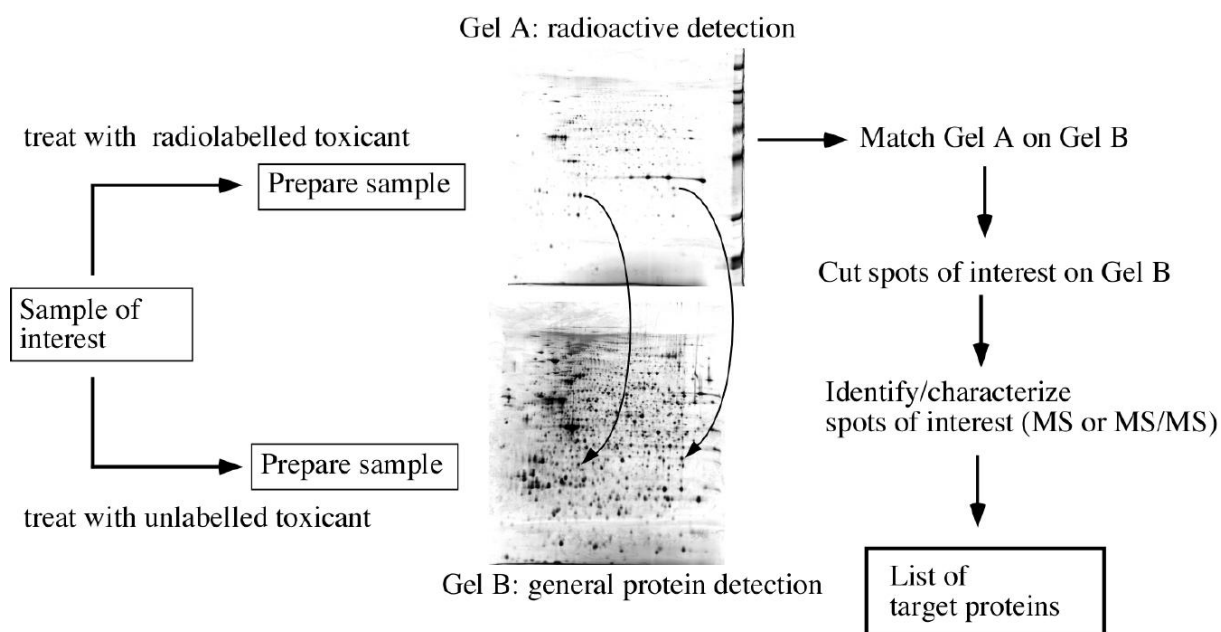 Gel A: radioactive detection
treat with radiolabelled toxicant
Prepare sample
Match Gel A on Gel B
Cut spots of interest on Gel B
Sample of
interest
Identify/characterize
spots of interest (MS or MS/MS)
Prepare sample
treat with unlabelled toxicant
Gel B: general protein detection
List of
target proteins